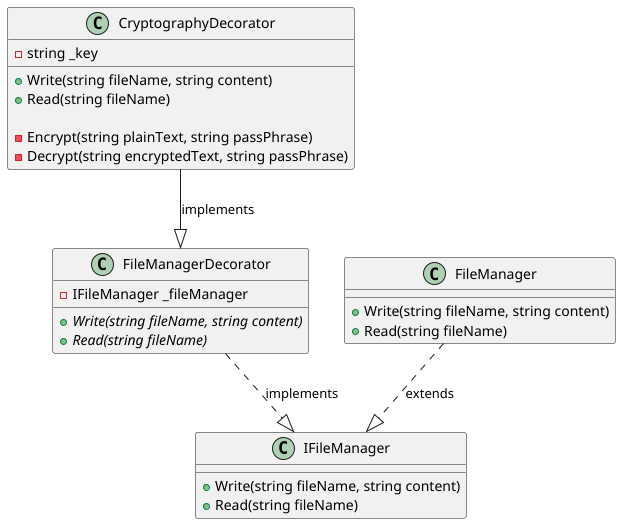 C CryptographyDecorator
string _key
Write(string fileName, string content)
Read(string fileName)
Encrypt(string plainText, string passPhrase)
Decrypt(string encryptedText, string passPhrase)
implements
C FileManagerDecorator
IFileManager _fileManager
Write(string fileName, string content)
Read(string fileName)
C FileManager
Write(string fileName, string content)
Read(string fileName)
implements
extends
C IFileManager
Write(string fileName, string content)
Read(string fileName)